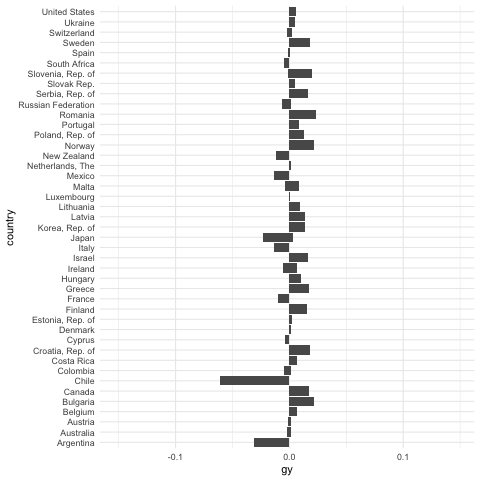 United States
Ukraine
Switzerland
Sweden
Spain
South Africa
Slovenia, Rep. of
Slovak Rep.
Serbia, Rep. of
Russian Federation
Romania
Portugal
Poland, Rep. of
Norway
New Zealand
Netherlands, The
Mexico
Malta
Luxembourg
Lithuania
Latvia
Korea, Rep. of
Japan
Italy
Israel
Ireland
Hungary
Greece
France
Finland
Estonia, Rep. of
Denmark
Cyprus
Croatia, Rep. of
Costa Rica
Colombia
Chile
Canada
Bulgaria
Belgium
Austria
Australia
Argentina
country
-0.1 0.0 0.1
gy